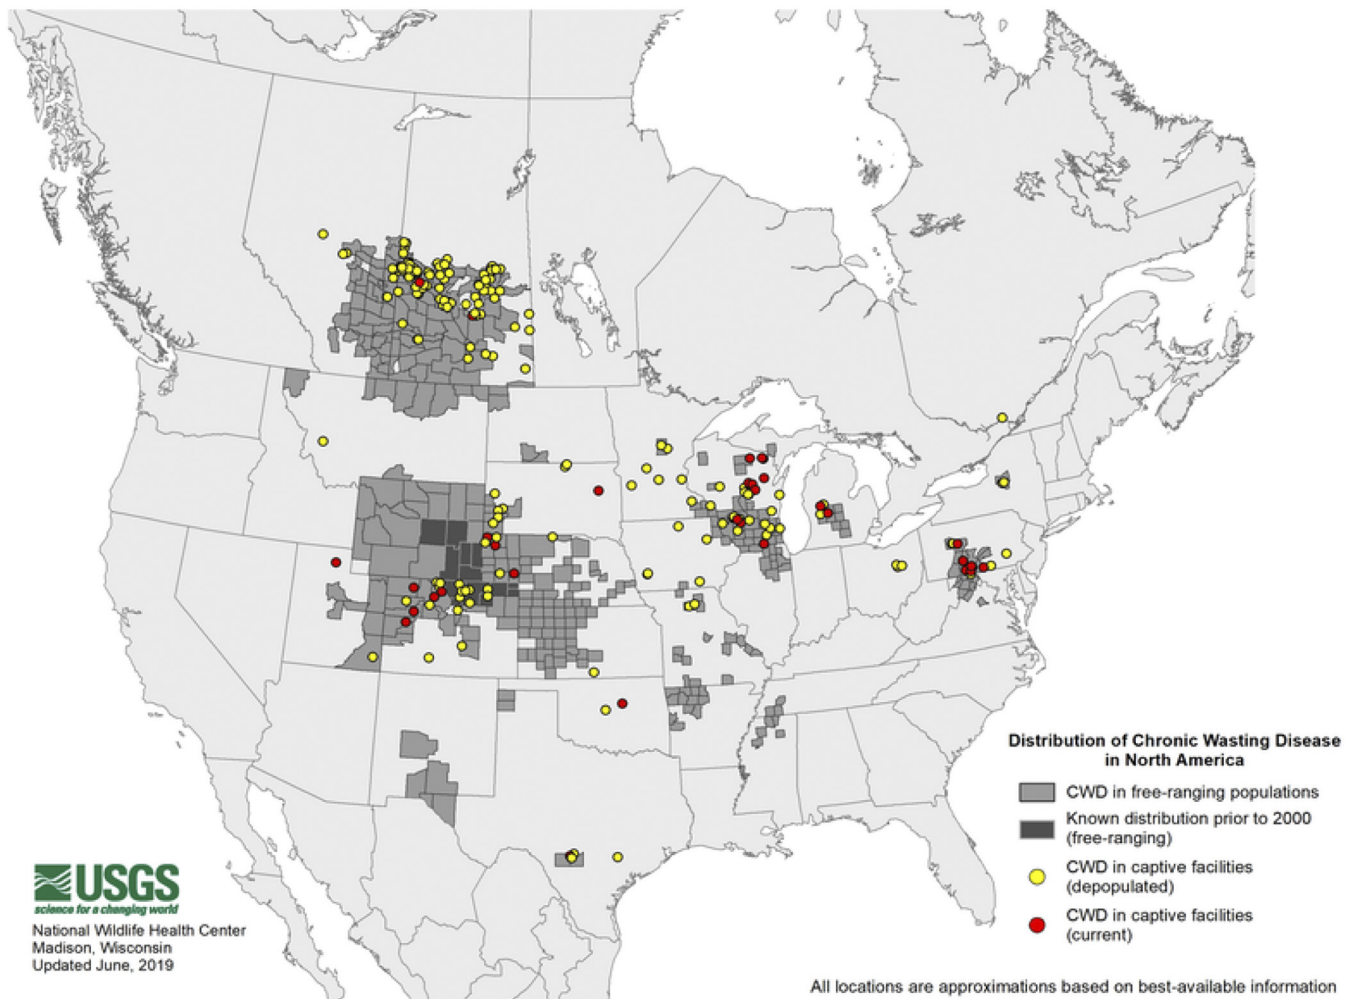 Distribution of Chronic Wasting Disease
in North America
CWD in free-ranging populations
Known distribution prior to 2000
(free-ranging)
CWD in captive facilities
(depopulated)
CWD in captive facilities
(current)
USGS
science for a changing world
National Wildlife Health Center
Madison, Wisconsin
Updated June, 2019
All locations are approximations based on best-available information